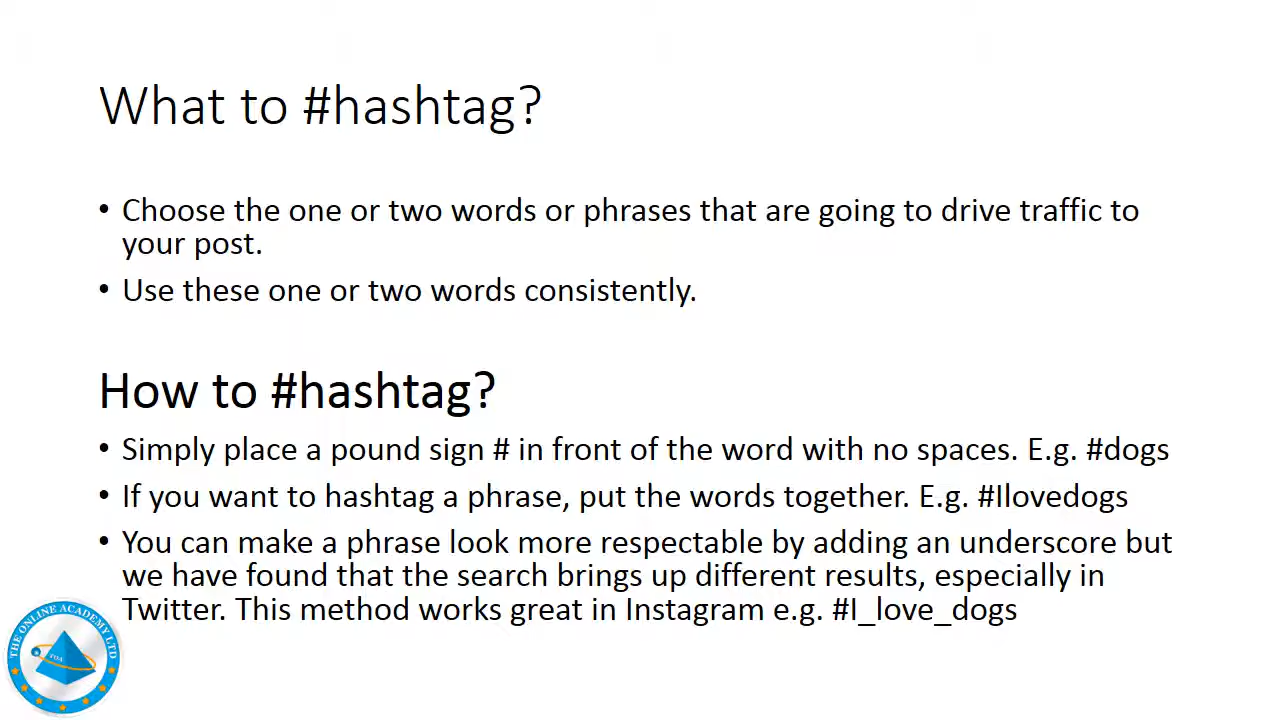 What to #hashtag?
• Choose the one or two words or phrases that are going to drive traffic to
your post.
• Use these one or two words consistently.
How to #hashtag?
• Simply place a pound sign # in front of the word with no spaces. E.g. #dogs
• If you want to hashtag a phrase, put the words together. E.g. #Ilovedogs
• You can make a phrase look more respectable by adding an underscore but
we have found that the search brings up different results, especially in
Twitter. This method works great in Instagram e.g. #I_love_dogs
THE ONLINE ACADEMY LTD
TOA